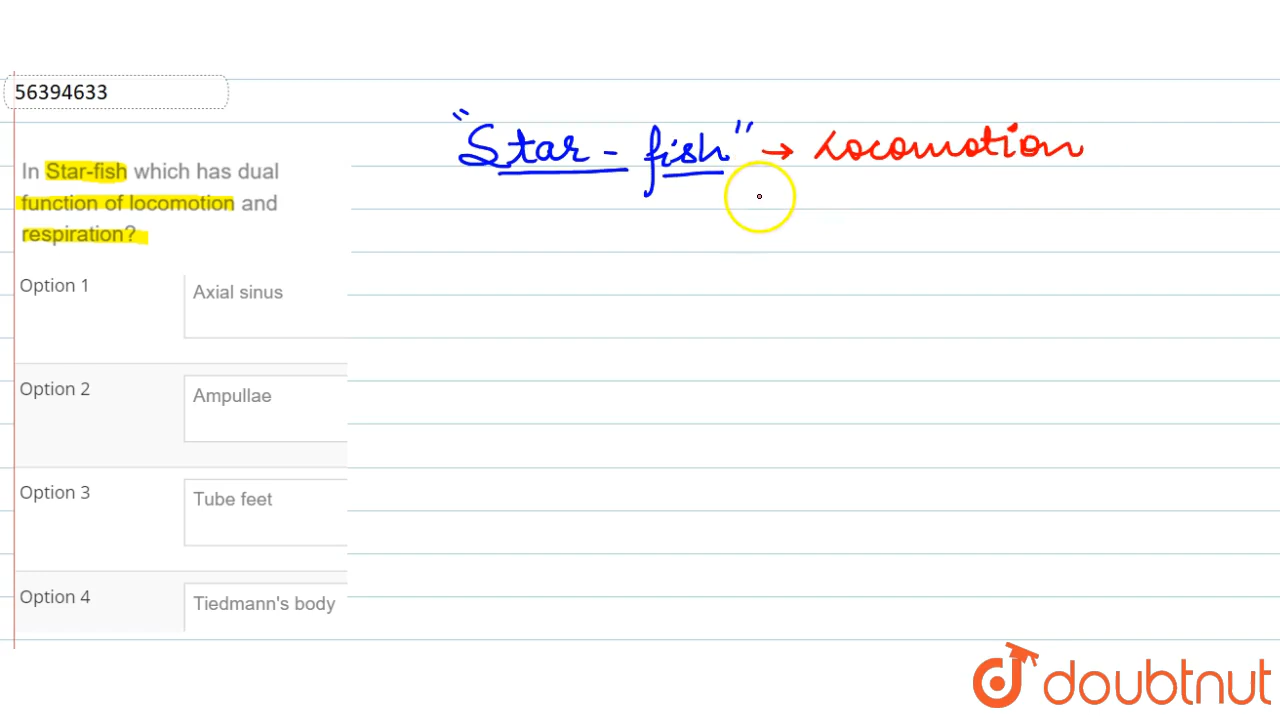 56394633
"Star-fish" → Locomotion
In Star-fish which has dual
function of locomotion and
respiration?
Option 1 Axial sinus
Option 2 Ampullae
Option 3 Tube feet
Option 4 Tiedmann's body
doubtnut